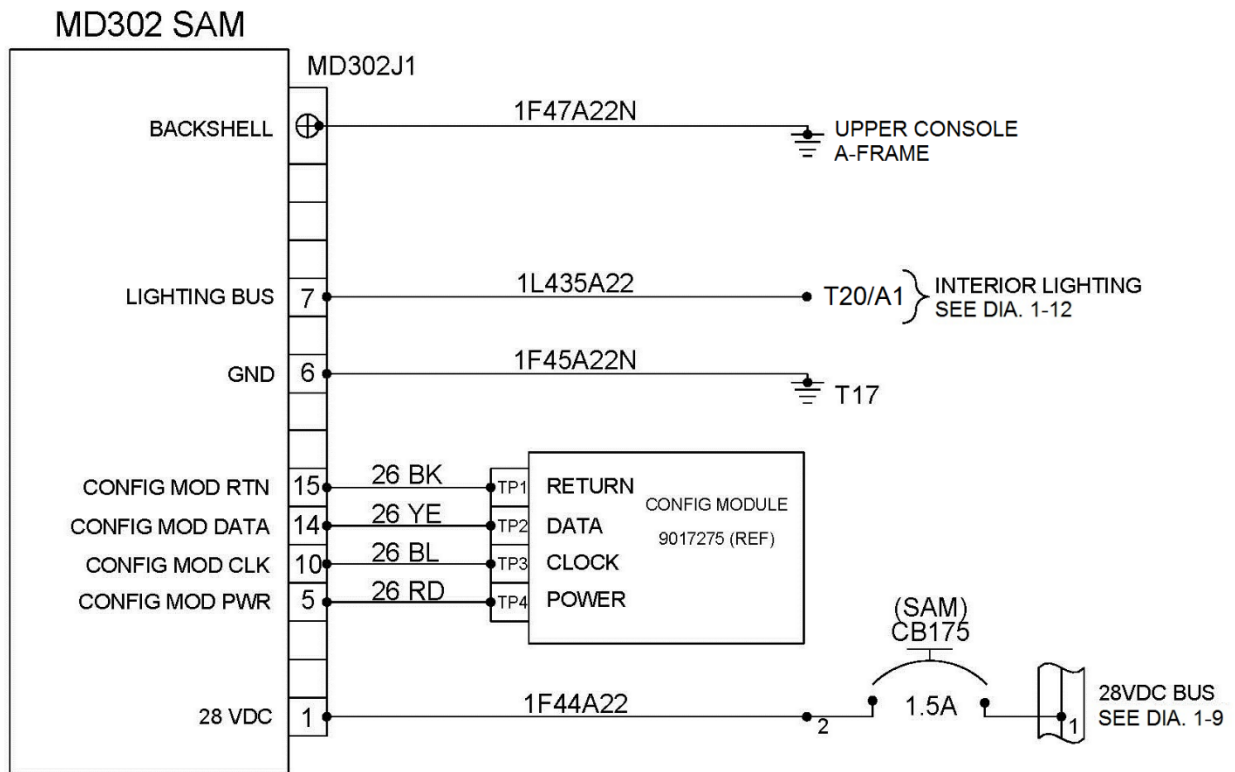 MD302 SAM
MD302J1
BACKSHELL
1F47A22N
UPPER CONSOLE
A-FRAME
LIGHTING BUS
7
1L435A22
T20/A1
INTERIOR LIGHTING
SEE DIA. 1-12
GND
6
1F45A22N
T17
CONFIG MOD RTN
15
26 BK
TP1
RETURN
CONFIG MOD DATA
14
26 YE
TP2
DATA
CONFIG MOD CLK
10
26 BL
TP3
CLOCK
CONFIG MOD PWR
5
26 RD
TP4
POWER
CONFIG MODULE
9017275 (REF)
28 VDC
1
1F44A22
2
(SAM)
CB175
1.5A
1
28VDC BUS
SEE DIA. 1-9